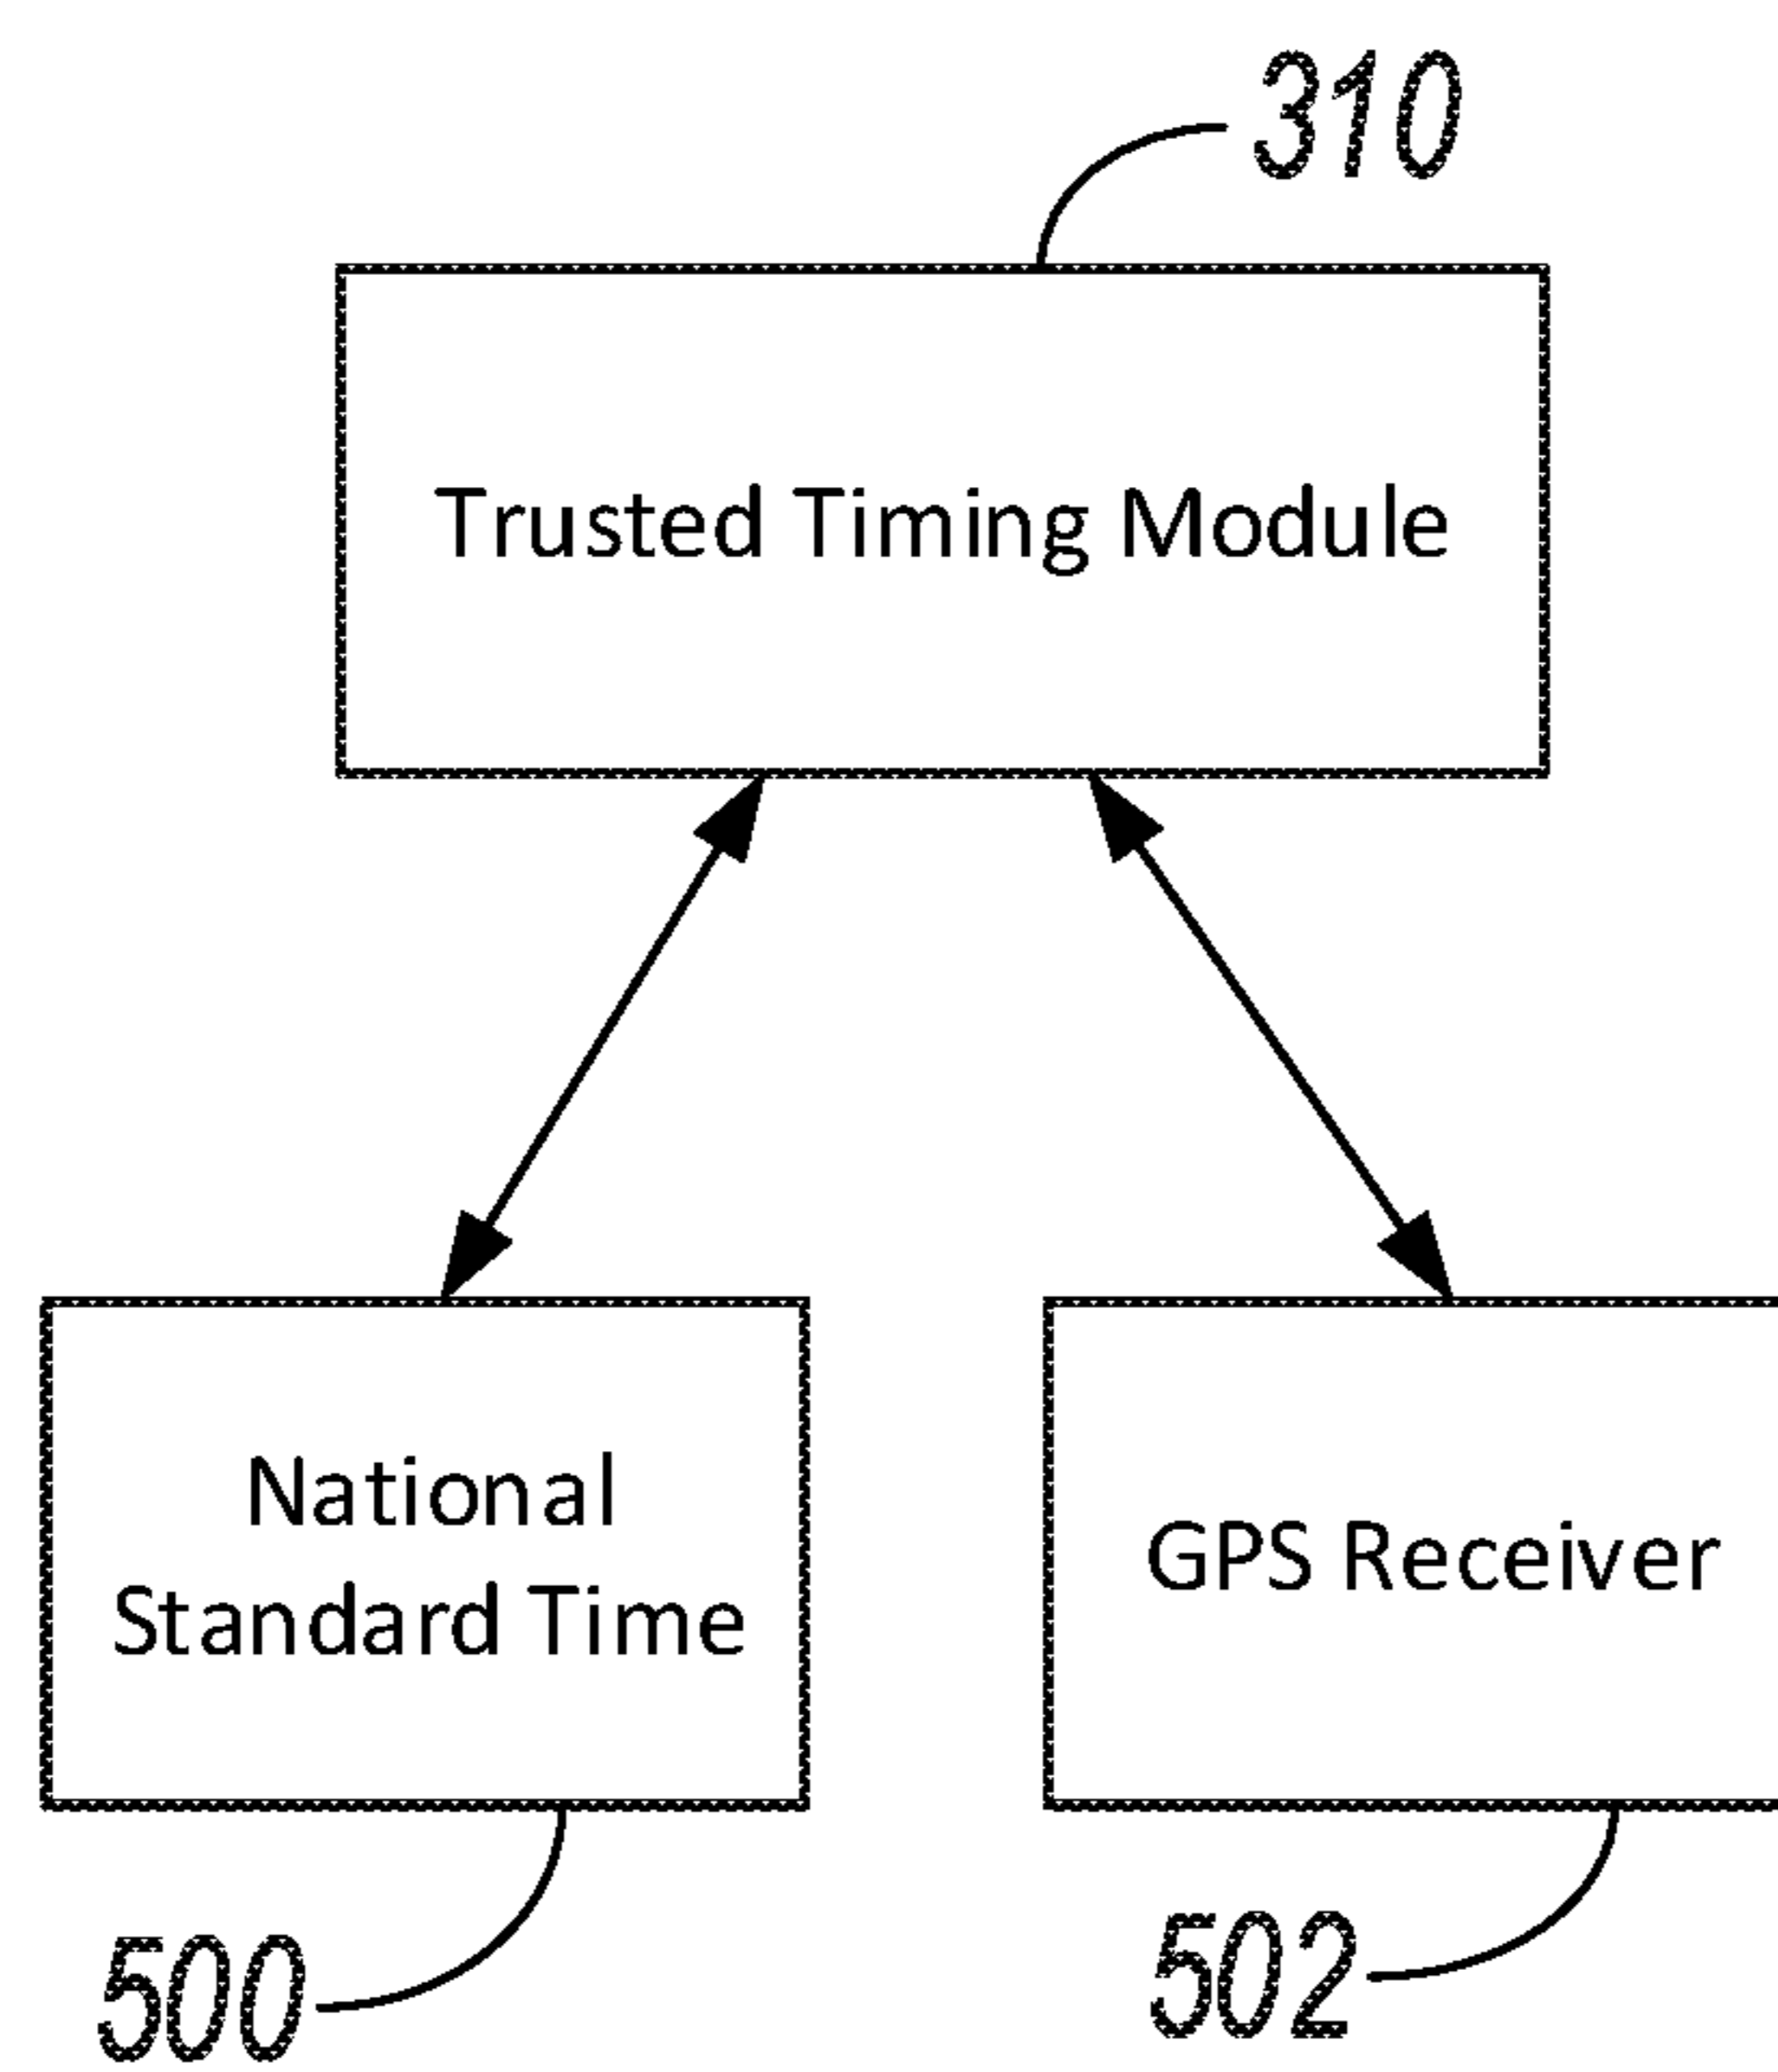 310
Trusted Timing Module
National
Standard Time
GPS Receiver
500
502